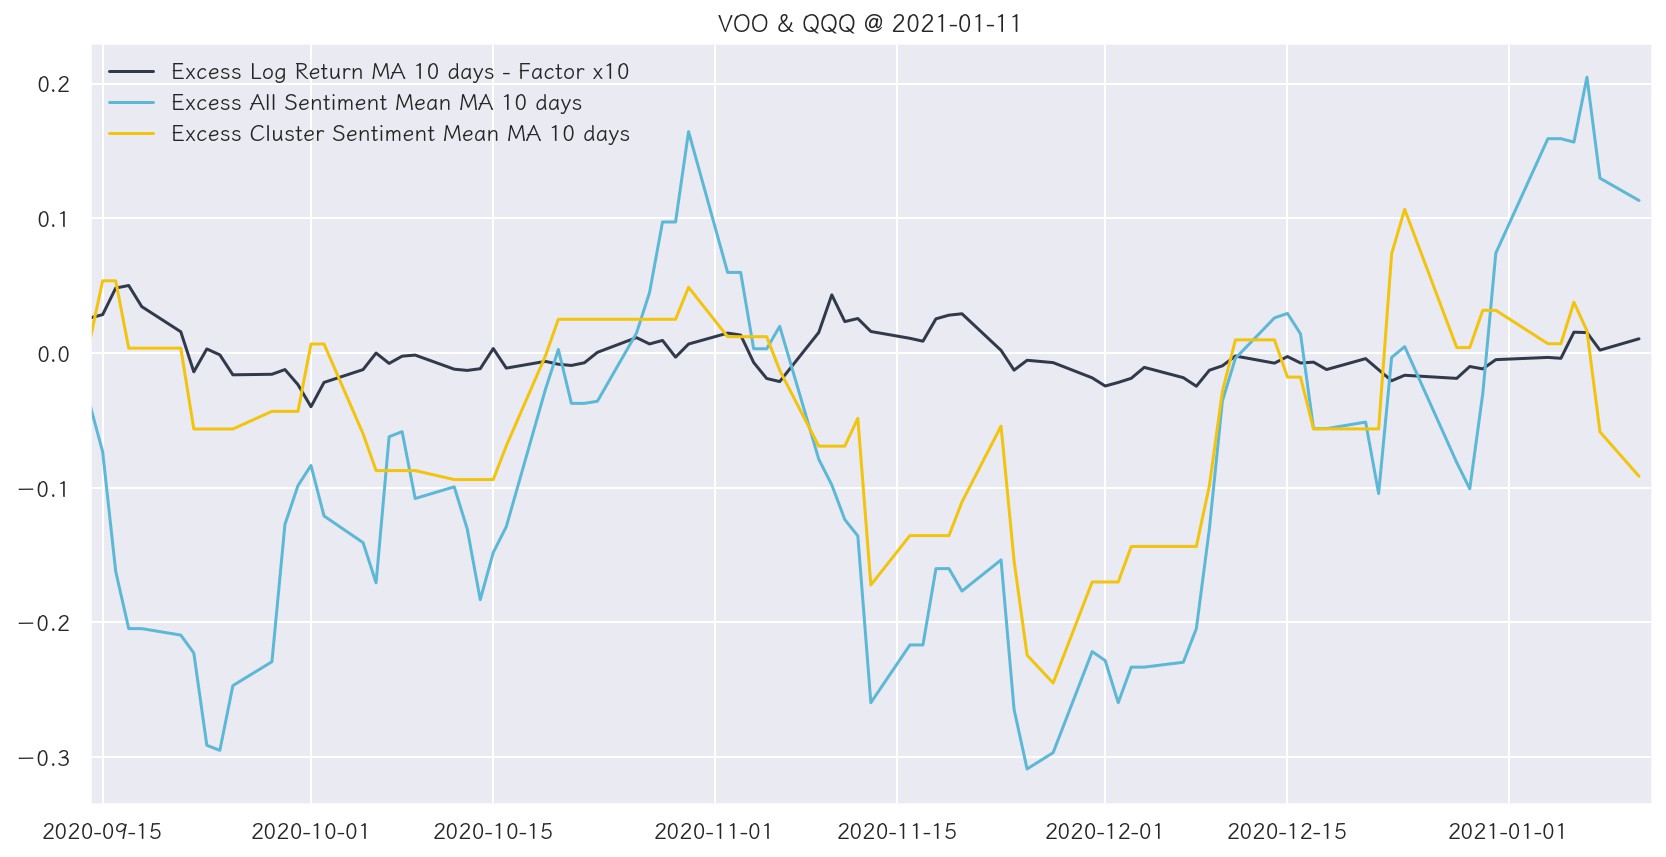 VOO & QQQ @ 2021-01-11
Excess Log Return MA 10 days - Factor x10
Excess All Sentiment Mean MA 10 days
Excess Cluster Sentiment Mean MA 10 days
0.2
0.1
0.0
−0.1
−0.2
−0.3
2020-09-15 2020-10-01 2020-10-15 2020-11-01 2020-11-15 2020-12-01 2020-12-15 2021-01-01